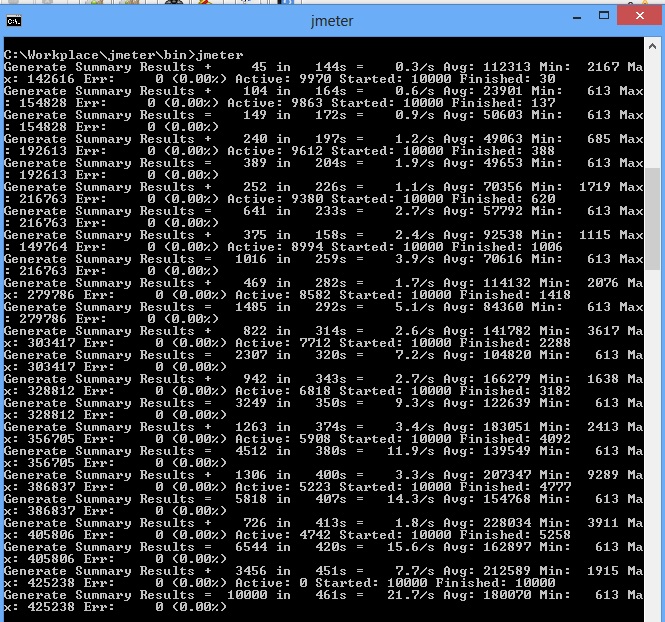 jmeter
C:\Workplace\jmeter\bin>jmeter
Generate Summary Results +     45 in   144s =    0.3/s Avg: 112313 Min:  2167 Ma
x: 142616 Err:     0 (0.00%) Active: 9970 Started: 10000 Finished: 30
Generate Summary Results +    104 in   164s =    0.6/s Avg: 23901 Min:   613 Max
: 154828 Err:     0 (0.00%) Active: 9863 Started: 10000 Finished: 137
Generate Summary Results =    149 in   172s =    0.9/s Avg: 50603 Min:   613 Max
: 154828 Err:     0 (0.00%)
Generate Summary Results +    240 in   197s =    1.2/s Avg: 49063 Min:   685 Max
: 192613 Err:     0 (0.00%) Active: 9612 Started: 10000 Finished: 388
Generate Summary Results =    389 in   204s =    1.9/s Avg: 49653 Min:   613 Max
: 192613 Err:     0 (0.00%)
Generate Summary Results +    252 in   226s =    1.1/s Avg: 70356 Min:  1719 Max
: 216763 Err:     0 (0.00%) Active: 9380 Started: 10000 Finished: 620
Generate Summary Results =    641 in   233s =    2.7/s Avg: 57792 Min:   613 Max
: 216763 Err:     0 (0.00%)
Generate Summary Results +    375 in   158s =    2.4/s Avg: 92538 Min:  1115 Max
: 149764 Err:     0 (0.00%) Active: 8994 Started: 10000 Finished: 1006
Generate Summary Results =   1016 in   259s =    3.9/s Avg: 70616 Min:   613 Max
: 216763 Err:     0 (0.00%)
Generate Summary Results +    469 in   282s =    1.7/s Avg: 114132 Min:  2076 Ma
x: 279786 Err:     0 (0.00%) Active: 8582 Started: 10000 Finished: 1418
Generate Summary Results =   1485 in   292s =    5.1/s Avg: 84360 Min:   613 Max
: 279786 Err:     0 (0.00%)
Generate Summary Results +    822 in   314s =    2.6/s Avg: 141782 Min:  3617 Ma
x: 303417 Err:     0 (0.00%) Active: 7712 Started: 10000 Finished: 2288
Generate Summary Results =   2307 in   320s =    7.2/s Avg: 104820 Min:   613 Ma
x: 303417 Err:     0 (0.00%)
Generate Summary Results +    942 in   343s =    2.7/s Avg: 166279 Min:  1638 Ma
x: 328812 Err:     0 (0.00%) Active: 6818 Started: 10000 Finished: 3182
Generate Summary Results =   3249 in   350s =    9.3/s Avg: 122639 Min:   613 Ma
x: 328812 Err:     0 (0.00%)
Generate Summary Results +   1263 in   374s =    3.4/s Avg: 183051 Min:  2413 Ma
x: 356705 Err:     0 (0.00%) Active: 5908 Started: 10000 Finished: 4092
Generate Summary Results =   4512 in   380s =   11.9/s Avg: 139549 Min:   613 Ma
x: 356705 Err:     0 (0.00%)
Generate Summary Results +   1306 in   400s =    3.3/s Avg: 207347 Min:  9289 Ma
x: 386837 Err:     0 (0.00%) Active: 5223 Started: 10000 Finished: 4777
Generate Summary Results =   5818 in   407s =   14.3/s Avg: 154768 Min:   613 Ma
x: 386837 Err:     0 (0.00%)
Generate Summary Results +    726 in   413s =    1.8/s Avg: 228034 Min:  3911 Ma
x: 405806 Err:     0 (0.00%) Active: 4742 Started: 10000 Finished: 5258
Generate Summary Results =   6544 in   420s =   15.6/s Avg: 162897 Min:   613 Ma
x: 405806 Err:     0 (0.00%)
Generate Summary Results +   3456 in   451s =    7.7/s Avg: 212589 Min:  1915 Ma
x: 425238 Err:     0 (0.00%) Active: 0 Started: 10000 Finished: 10000
Generate Summary Results =  10000 in   461s =   21.7/s Avg: 180070 Min:   613 Ma
x: 425238 Err:     0 (0.00%)